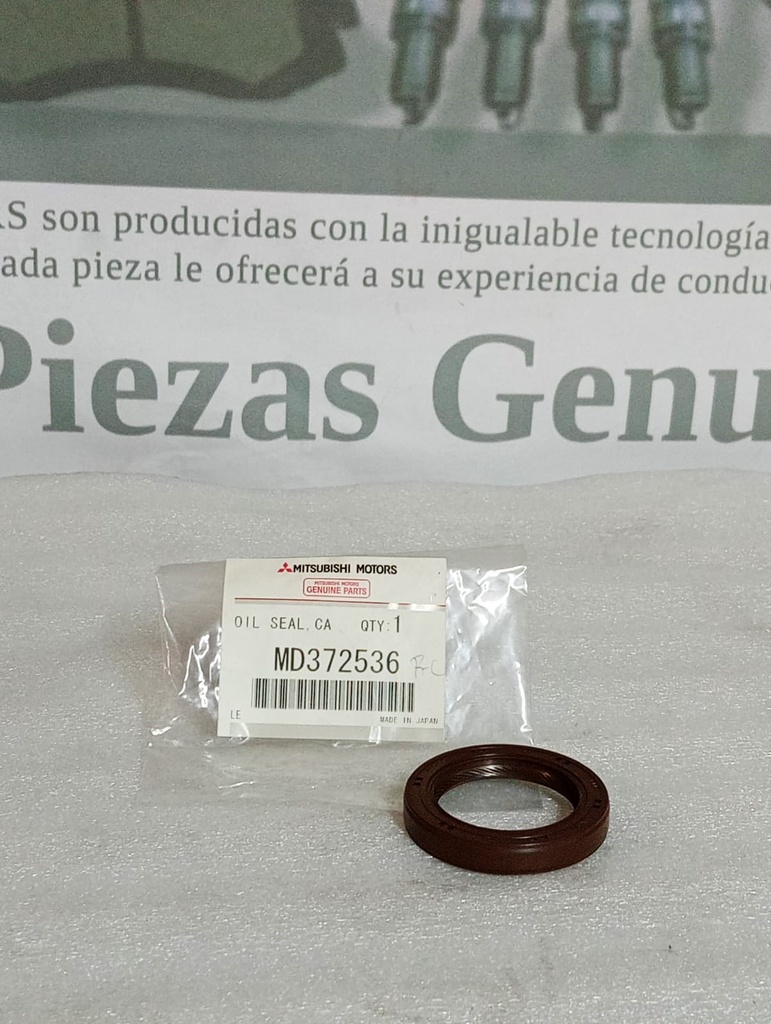 RS son producidas con la inigualable tecnología
ada pieza le ofrecerá a su experiencia de condu
Piezas Genu
MITSUBISHI MOTORS
MITSUBISHI MOTORS
GENUINE PARTS
OIL SEAL,CA QTY:1
MD372536
LE MADE IN JAPAN